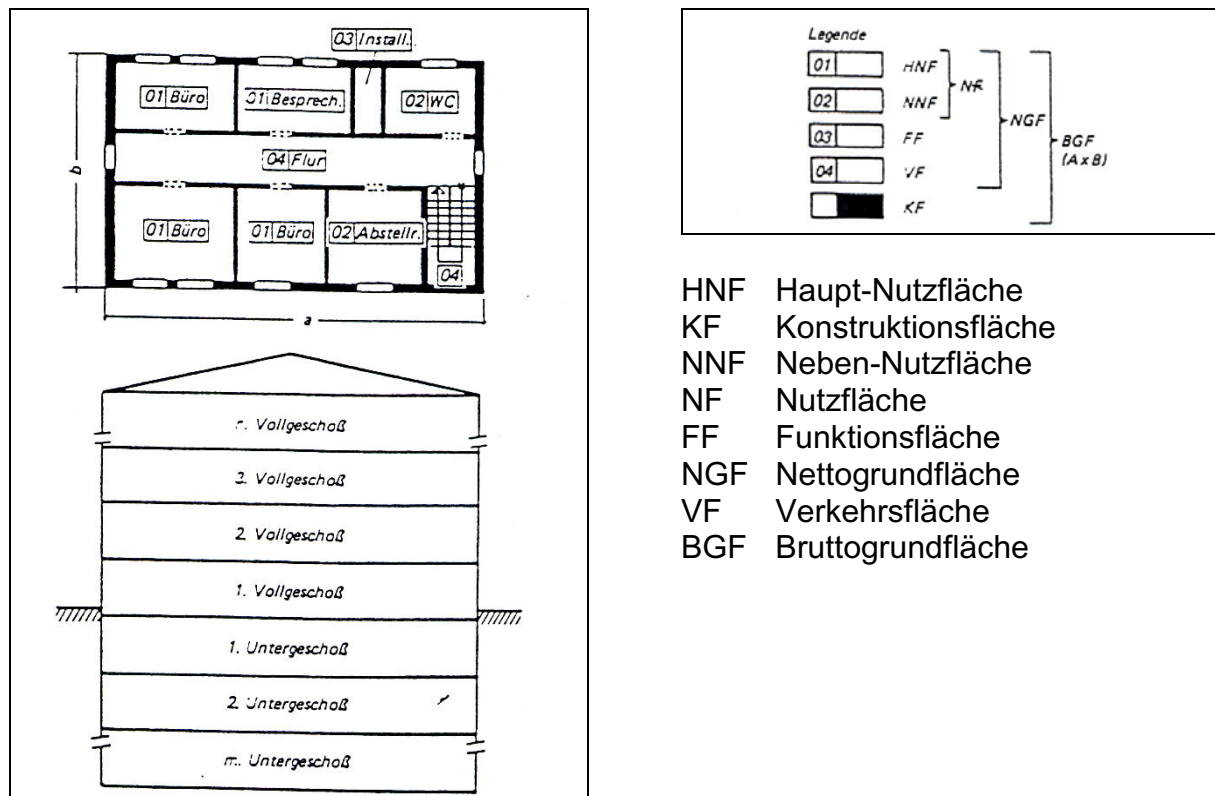 03 Install.
01 Büro
01 Besprech.
02 WC
04 Flur
b
01 Büro
01 Büro
02 Abstellr.
04
a
n. Vollgeschoß
3. Vollgeschoß
2. Vollgeschoß
1. Vollgeschoß
1. Untergeschoß
2. Untergeschoß
m. Untergeschoß
Legende
01 HNF
02 NNF
NF
03 FF
04 VF
NGF
KF
BGF
(A x B)
HNF Haupt-Nutzfläche
KF Konstruktionsfläche
NNF Neben-Nutzfläche
NF Nutzfläche
FF Funktionsfläche
NGF Nettogrundfläche
VF Verkehrsfläche
BGF Bruttogrundfläche